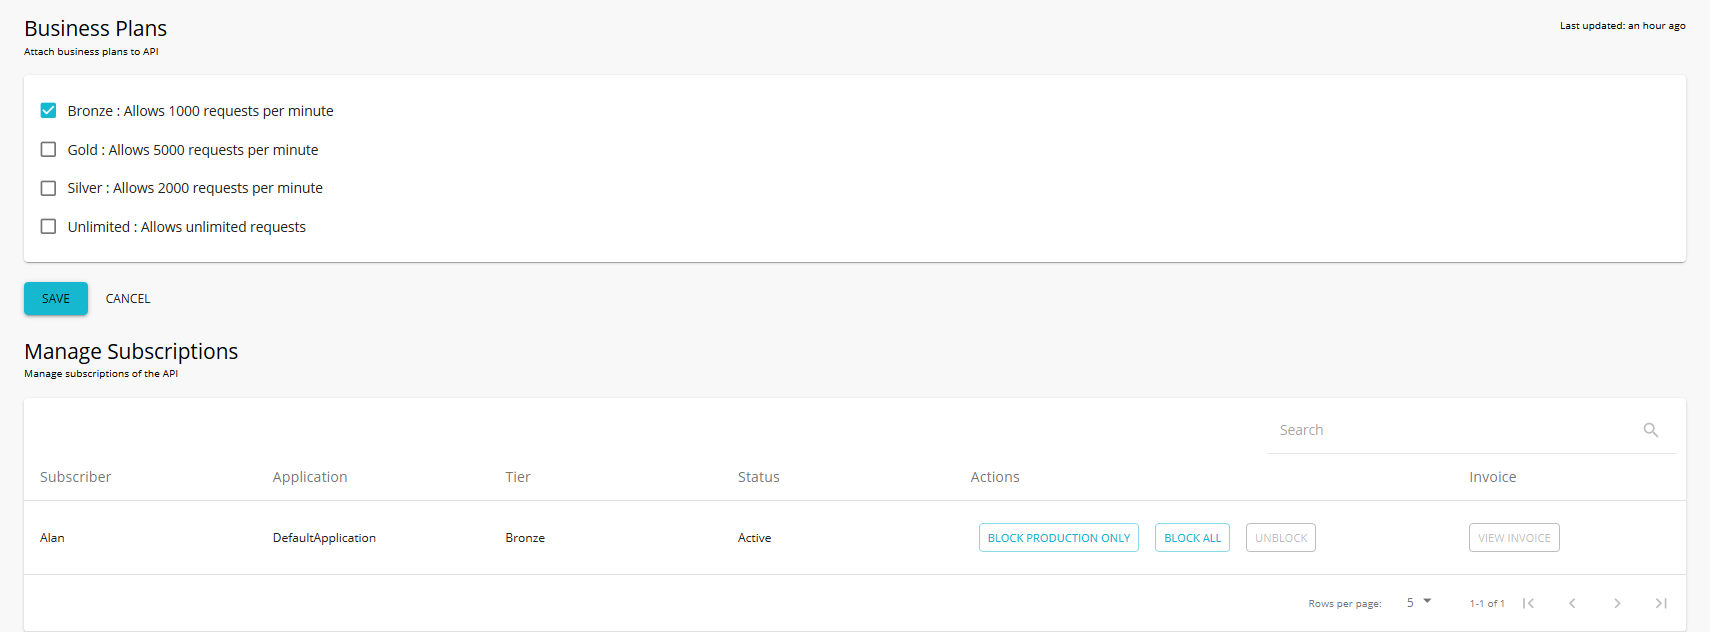 Business Plans
Last updated: an hour ago
Attach business plans to API
Bronze : Allows 1000 requests per minute
Gold : Allows 5000 requests per minute
Silver : Allows 2000 requests per minute
Unlimited : Allows unlimited requests
SAVE CANCEL
Manage Subscriptions
Manage subscriptions of the API
Search
Subscriber Application Tier Status Actions Invoice
Alan DefaultApplication Bronze Active BLOCK PRODUCTION ONLY BLOCK ALL UNBLOCK VIEW INVOICE
Rows per page: 5 1-1 of 1